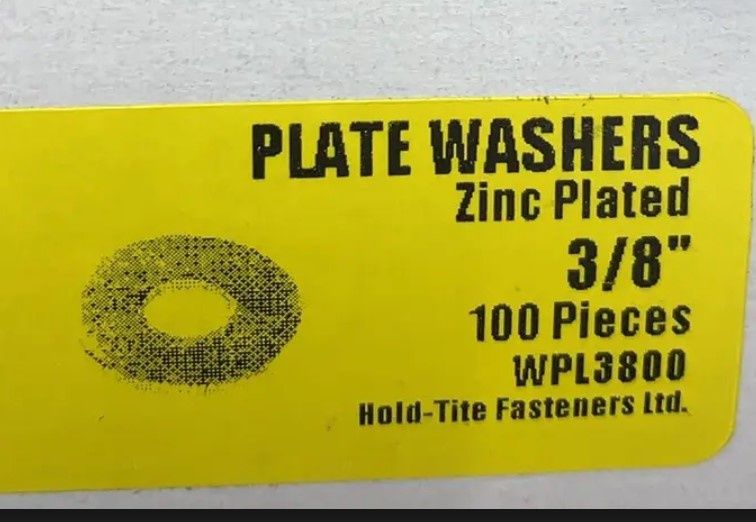 PLATE WASHERS
Zinc Plated
3/8"
100 Pieces
WPL3800
Hold-Tite Fasteners Ltd.